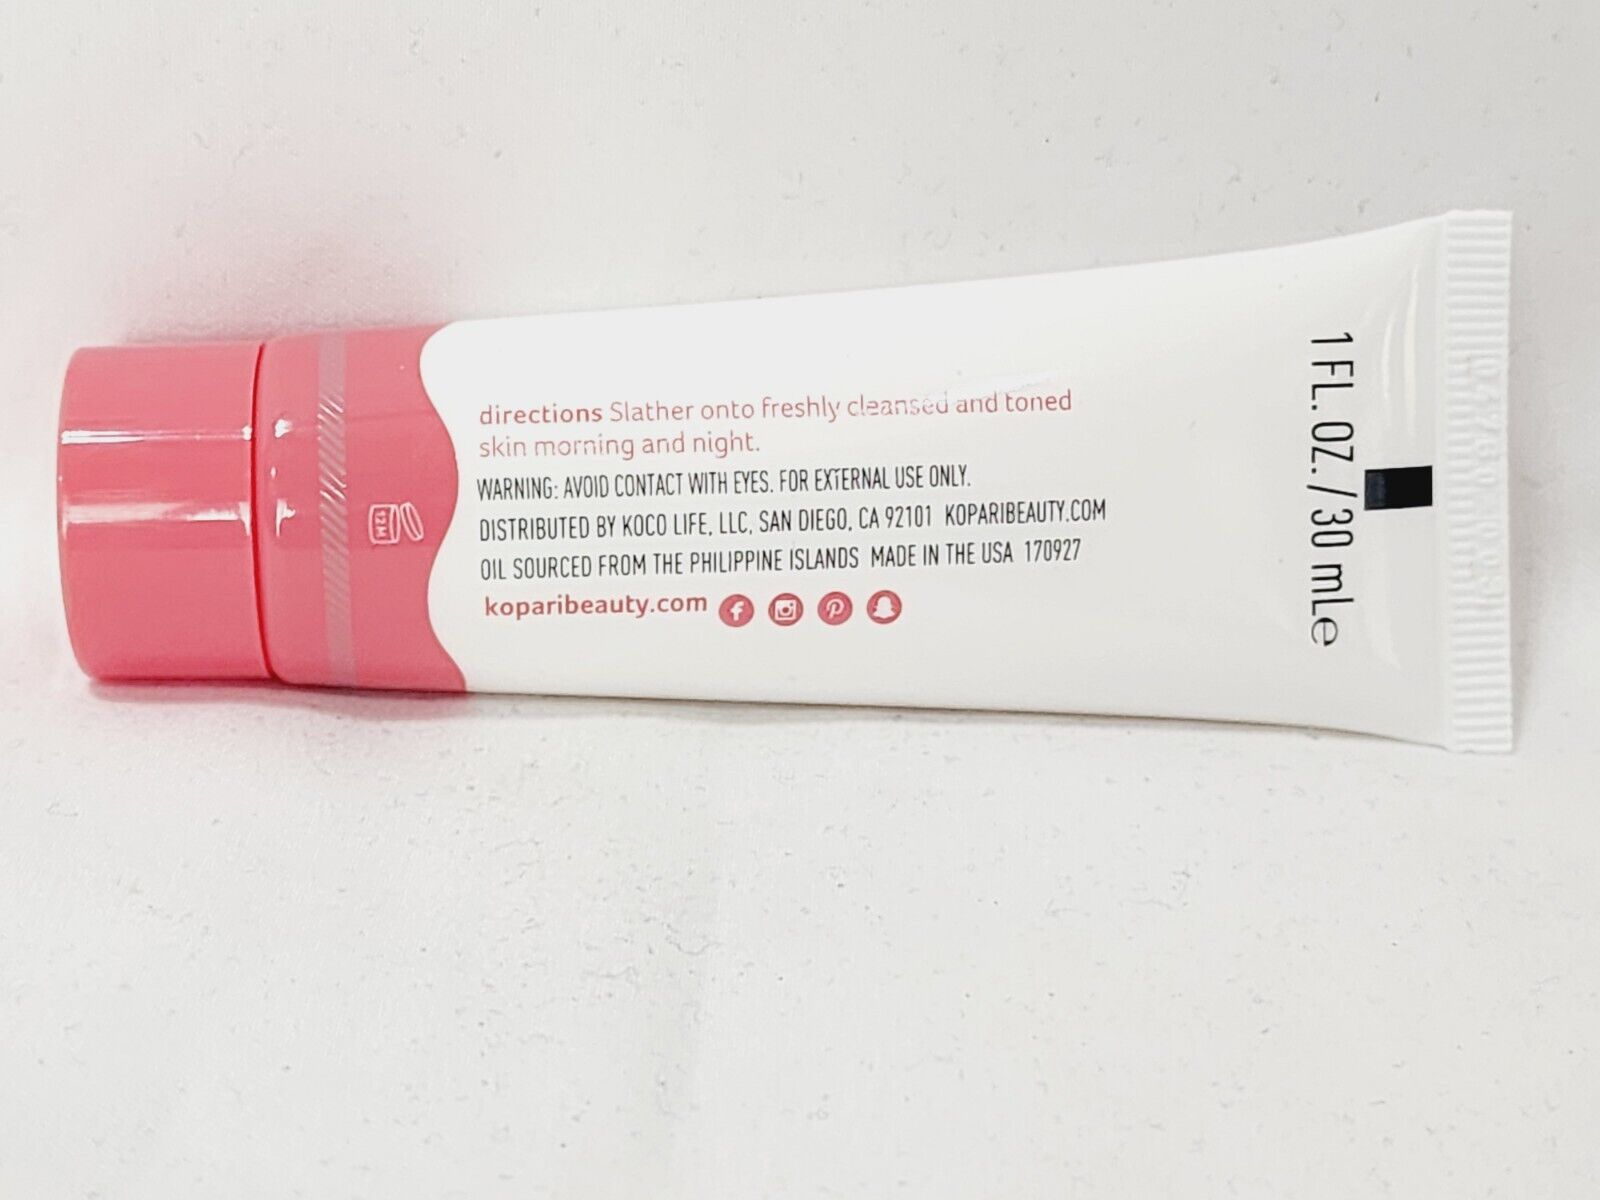 directions Slather onto freshly cleansed and toned
skin morning and night.
WARNING: AVOID CONTACT WITH EYES. FOR EXTERNAL USE ONLY.
DISTRIBUTED BY KOCO LIFE, LLC, SAN DIEGO, CA 92101 KOPARIBEAUTY.COM
OIL SOURCED FROM THE PHILIPPINE ISLANDS MADE IN THE USA 170927
koparibeauty.com
12M
1 FL. OZ. / 30 mLe